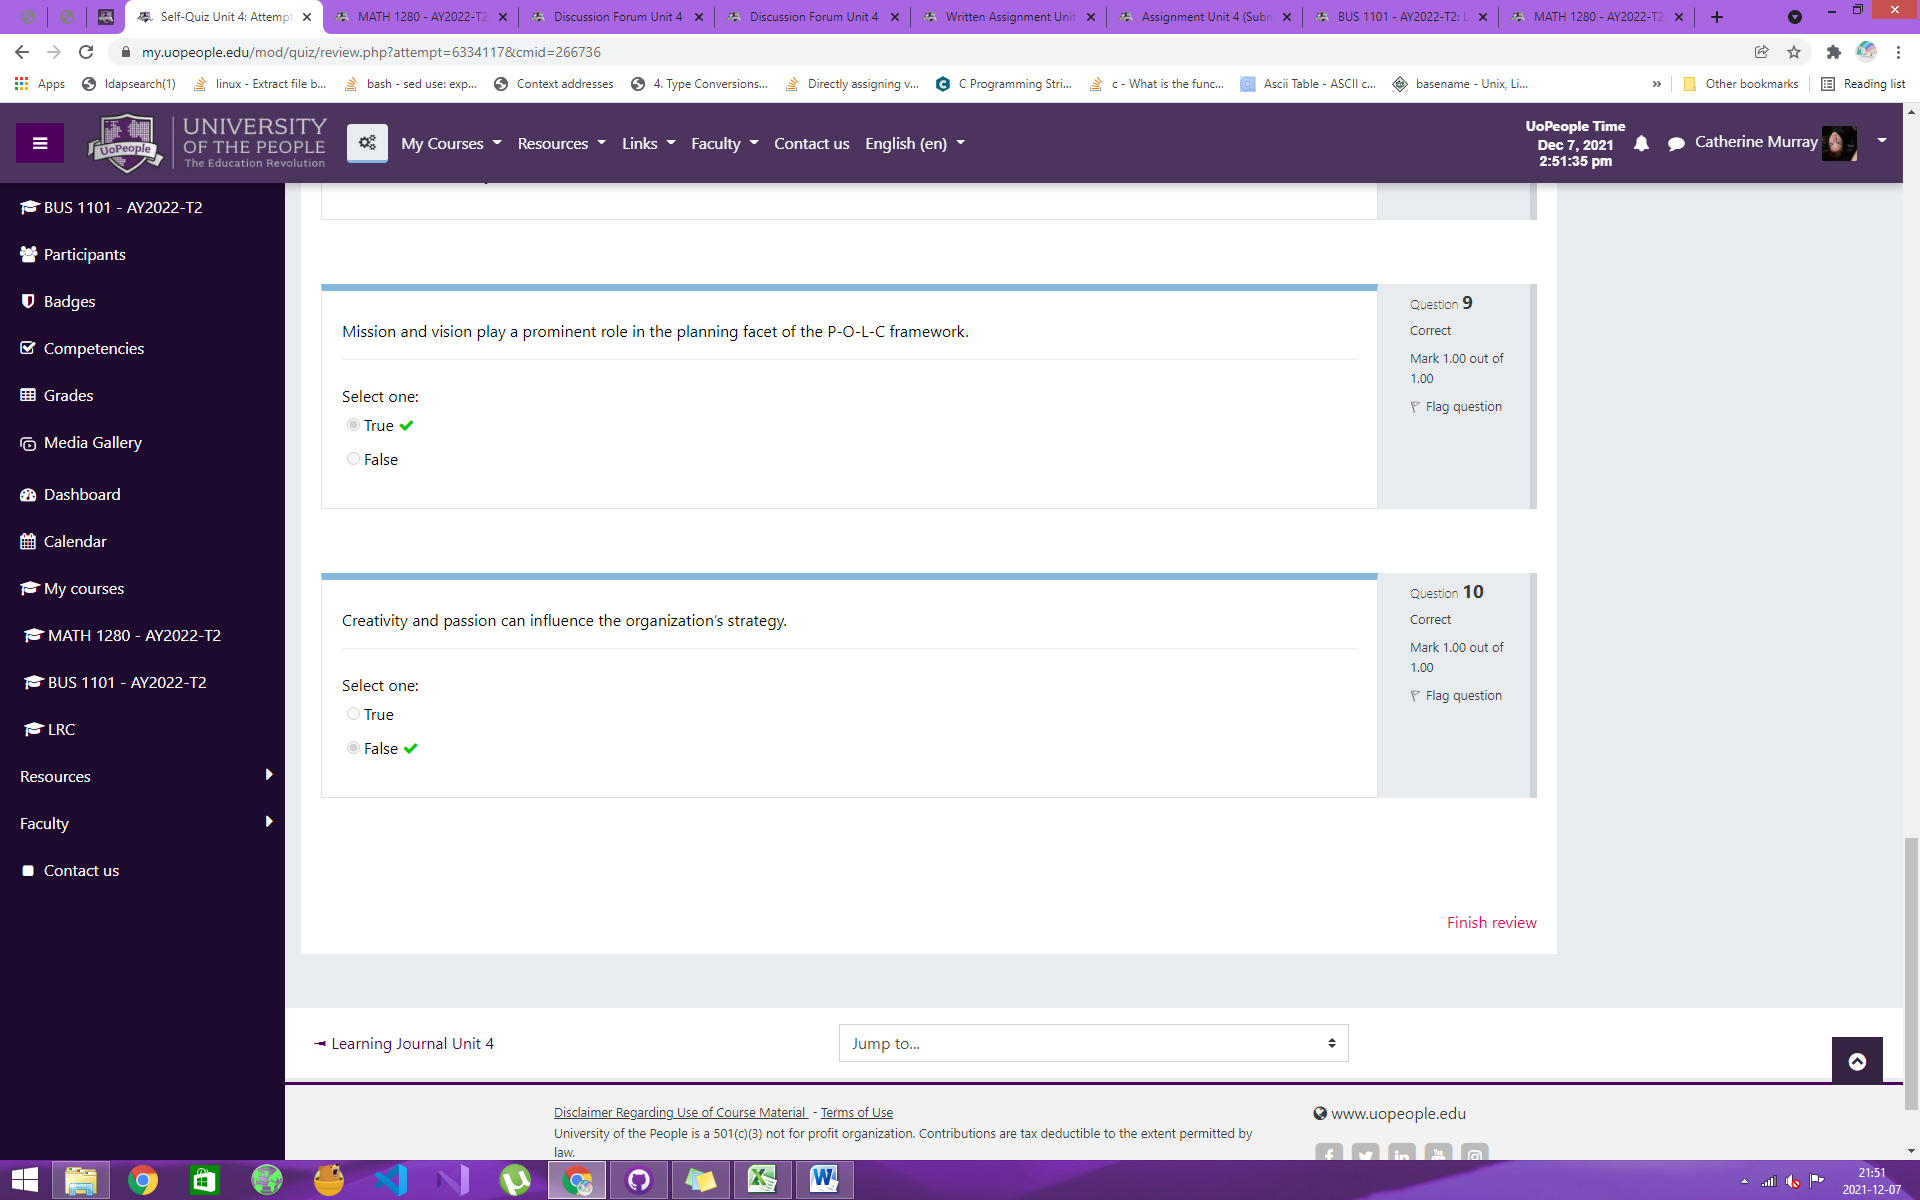 Self-Quiz Unit 4: Attempt
MATH 1280 - AY2022-T2
Discussion Forum Unit 4
Discussion Forum Unit 4
Written Assignment Unit
Assignment Unit 4 (Subm
BUS 1101 - AY2022-T2: L
MATH 1280 - AY2022-T2
my.uopeople.edu/mod/quiz/review.php?attempt=6334117&cmid=266736
Apps
ldapsearch(1)
linux - Extract file b...
bash - sed use: exp...
Context addresses
4. Type Conversions...
Directly assigning v...
C Programming Stri...
c - What is the func...
Ascii Table - ASCII c...
basename - Unix, Li...
»
Other bookmarks
Reading list
UoPeople
UNIVERSITY
OF THE PEOPLE
The Education Revolution
My Courses
Resources
Links
Faculty
Contact us
English (en)
UoPeople Time
Dec 7, 2021
2:51:35 pm
Catherine Murray
BUS 1101 - AY2022-T2
Participants
Badges
Competencies
Grades
Media Gallery
Dashboard
Calendar
My courses
MATH 1280 - AY2022-T2
BUS 1101 - AY2022-T2
LRC
Resources
Faculty
Contact us
Mission and vision play a prominent role in the planning facet of the P-O-L-C framework.
Select one:
True
False
Question 9
Correct
Mark 1.00 out of
1.00
Flag question
Creativity and passion can influence the organization's strategy.
Select one:
True
False
Question 10
Correct
Mark 1.00 out of
1.00
Flag question
Finish review
Learning Journal Unit 4
Jump to...
Disclaimer Regarding Use of Course Material - Terms of Use
University of the People is a 501(c)(3) not for profit organization. Contributions are tax deductible to the extent permitted by
law.
www.uopeople.edu
21:51
2021-12-07